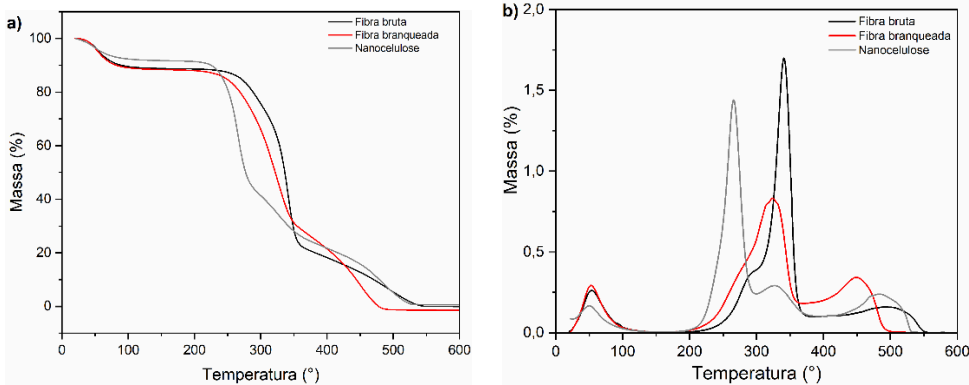 a)
Fibra bruta
Fibra branqueada
Nanocelulose
100
80
60
40
20
0
Massa (%)
0 100 200 300 400 500 600
Temperatura (°)
b)
Fibra bruta
Fibra branqueada
Nanocelulose
2,0
1,5
1,0
0,5
0,0
Massa (%)
0 100 200 300 400 500 600
Temperatura (°)